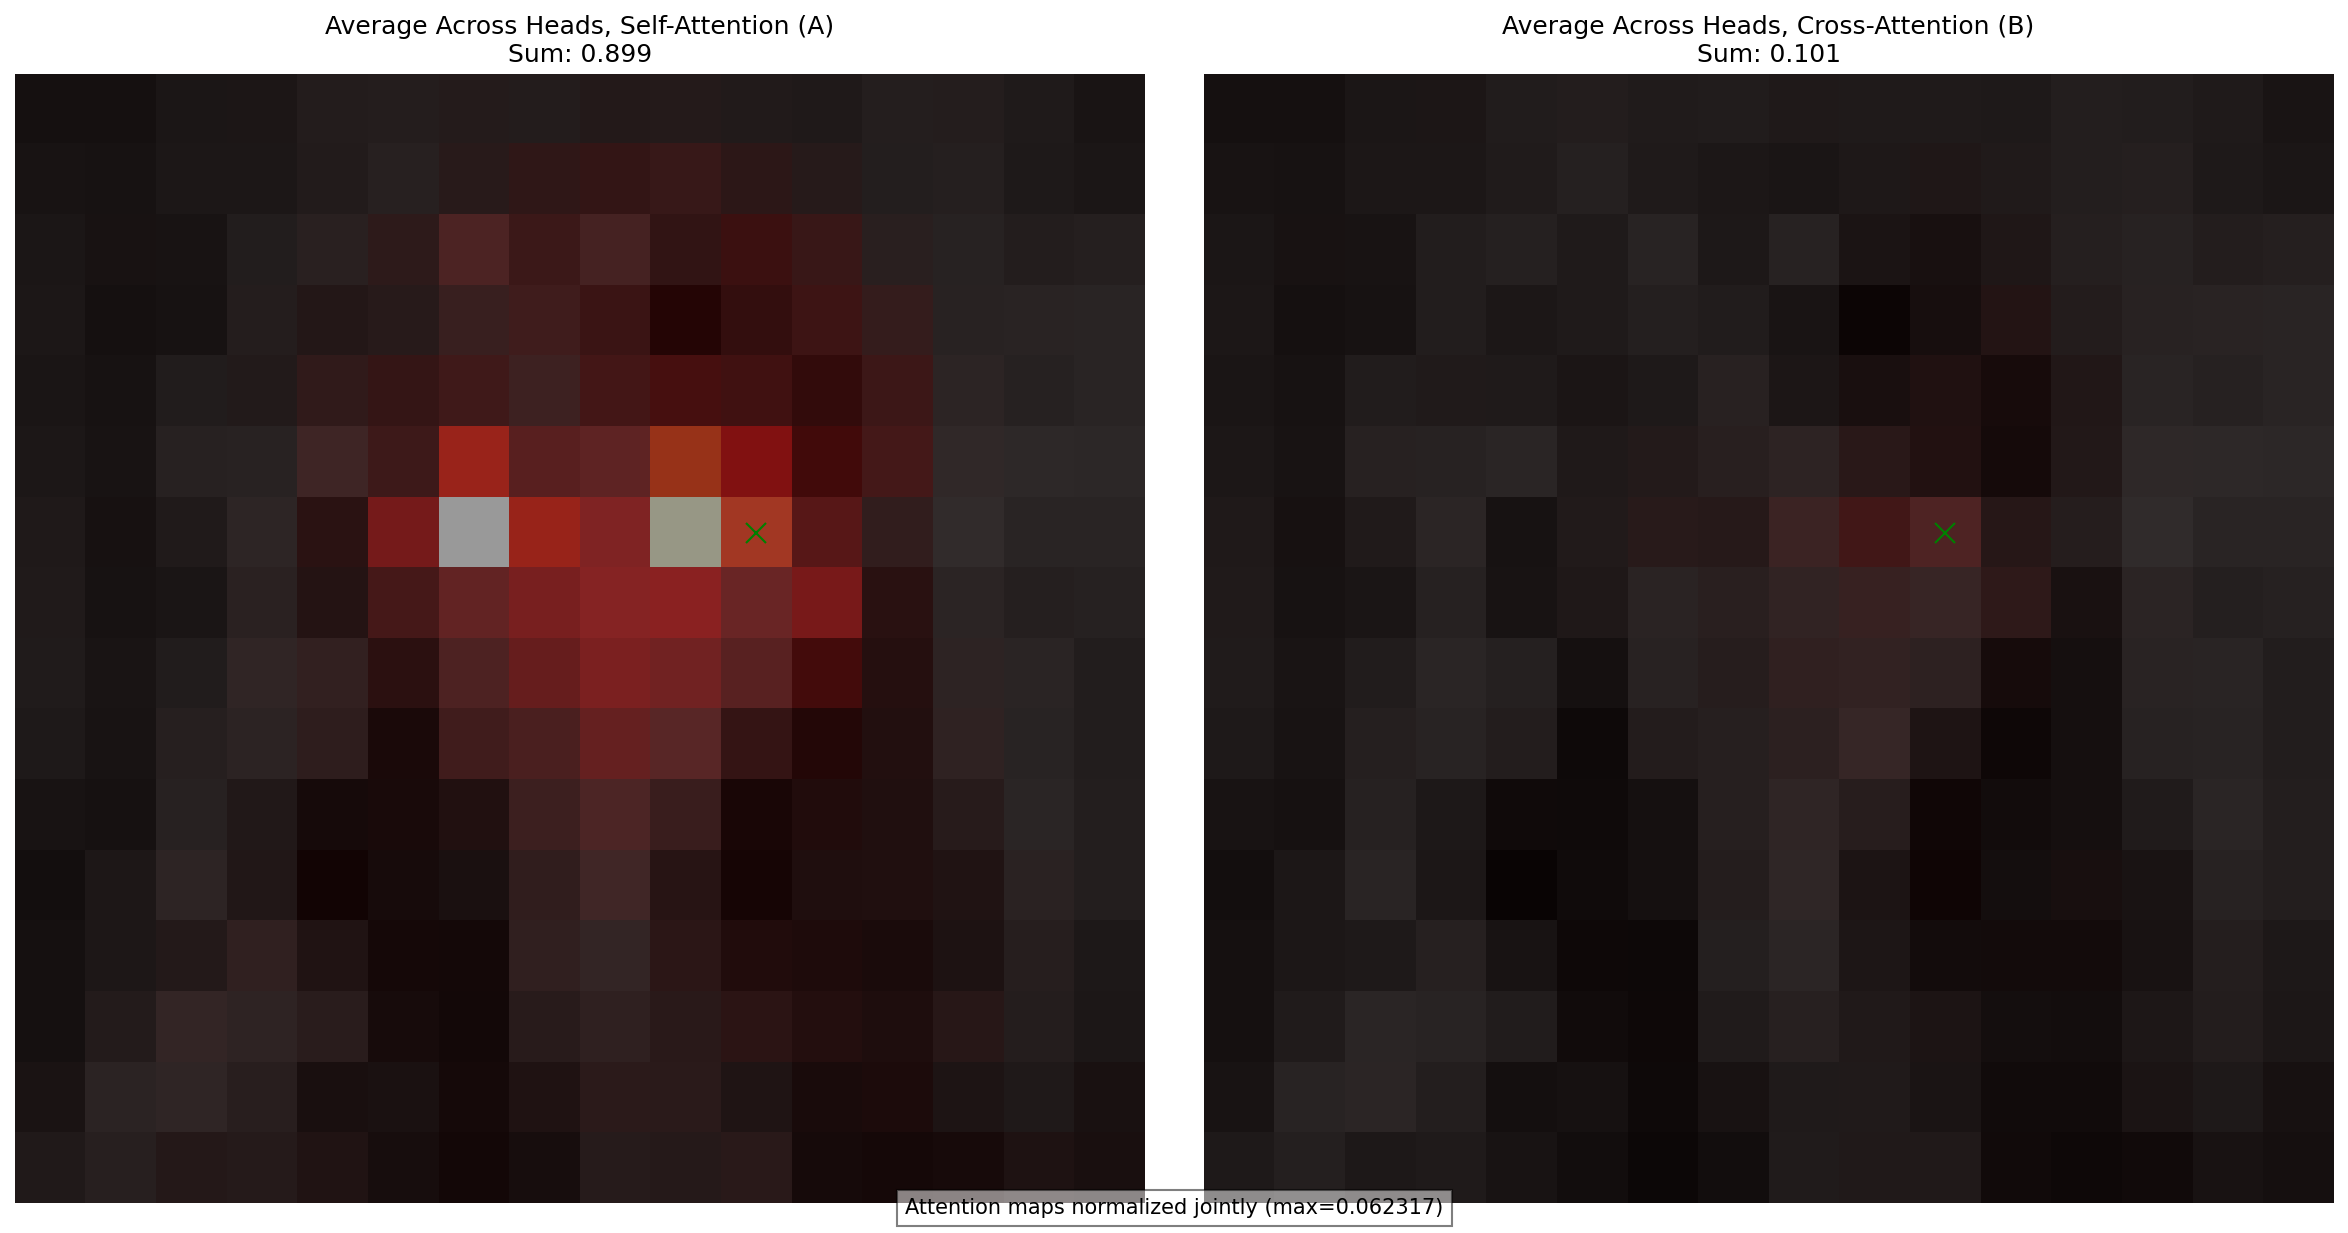 Average Across Heads, Self-Attention (A)
Sum: 0.899
Average Across Heads, Cross-Attention (B)
Sum: 0.101
Attention maps normalized jointly (max=0.062317)